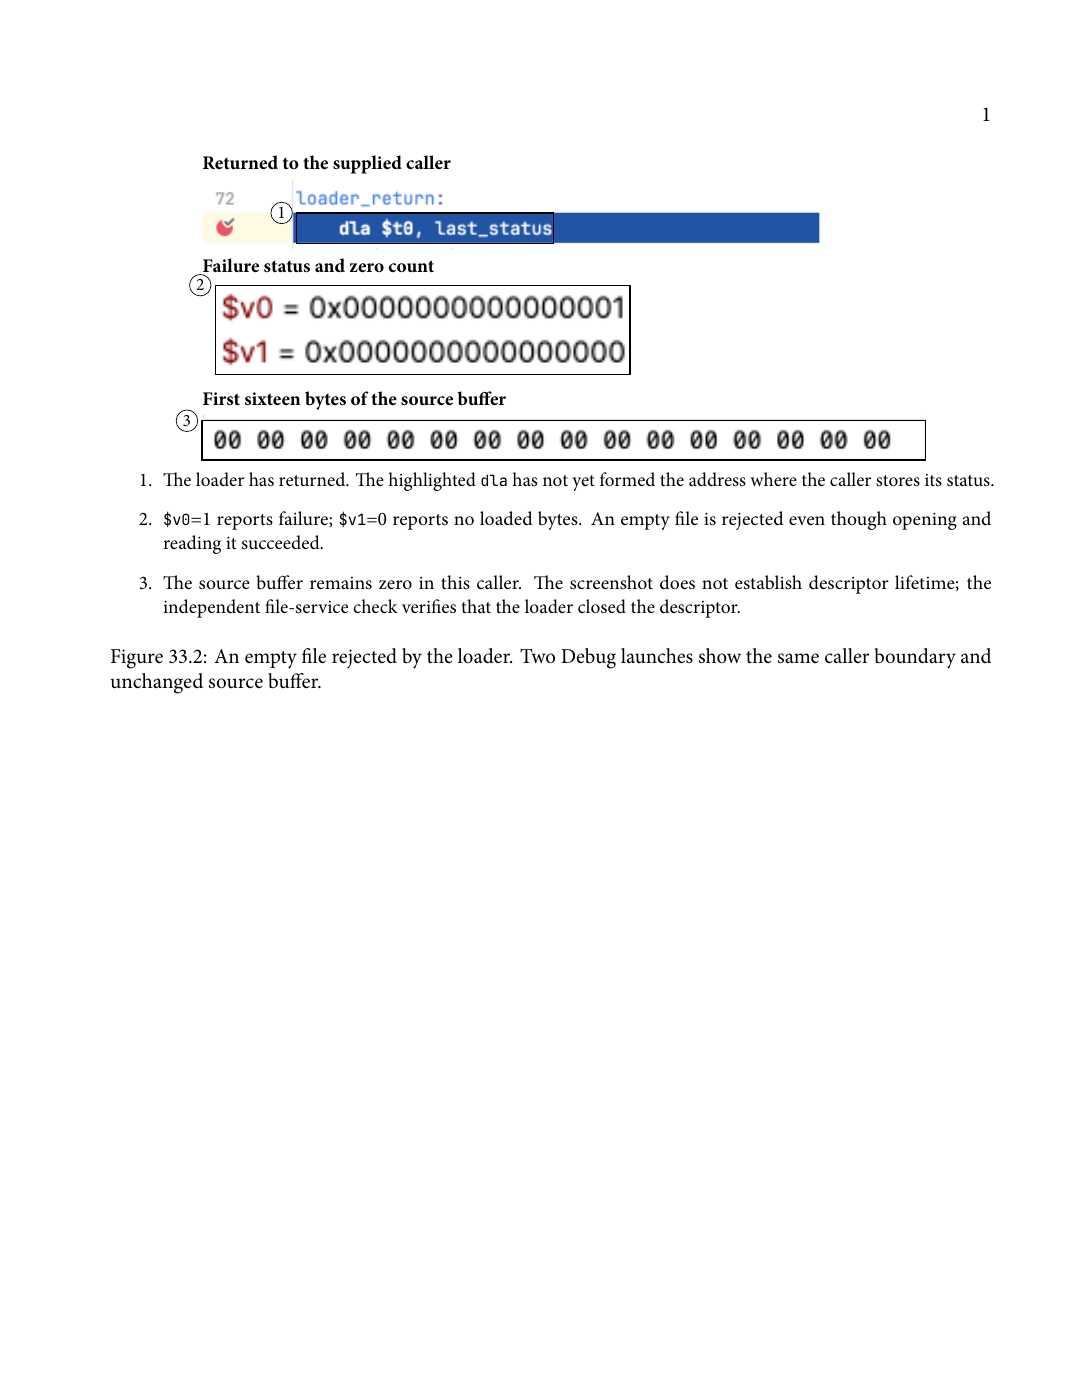 1
Returned to the supplied caller
72 loader_return:
1 dla $t0, last_status
Failure status and zero count
2
$v0 = 0x0000000000000001
$v1 = 0x0000000000000000
First sixteen bytes of the source buffer
3
00 00 00 00 00 00 00 00 00 00 00 00 00 00 00 00
1. The loader has returned. The highlighted dla has not yet formed the address where the caller stores its status.
2. $v0=1 reports failure; $v1=0 reports no loaded bytes. An empty file is rejected even though opening and
reading it succeeded.
3. The source buffer remains zero in this caller. The screenshot does not establish descriptor lifetime; the
independent file-service check verifies that the loader closed the descriptor.
Figure 33.2: An empty file rejected by the loader. Two Debug launches show the same caller boundary and
unchanged source buffer.